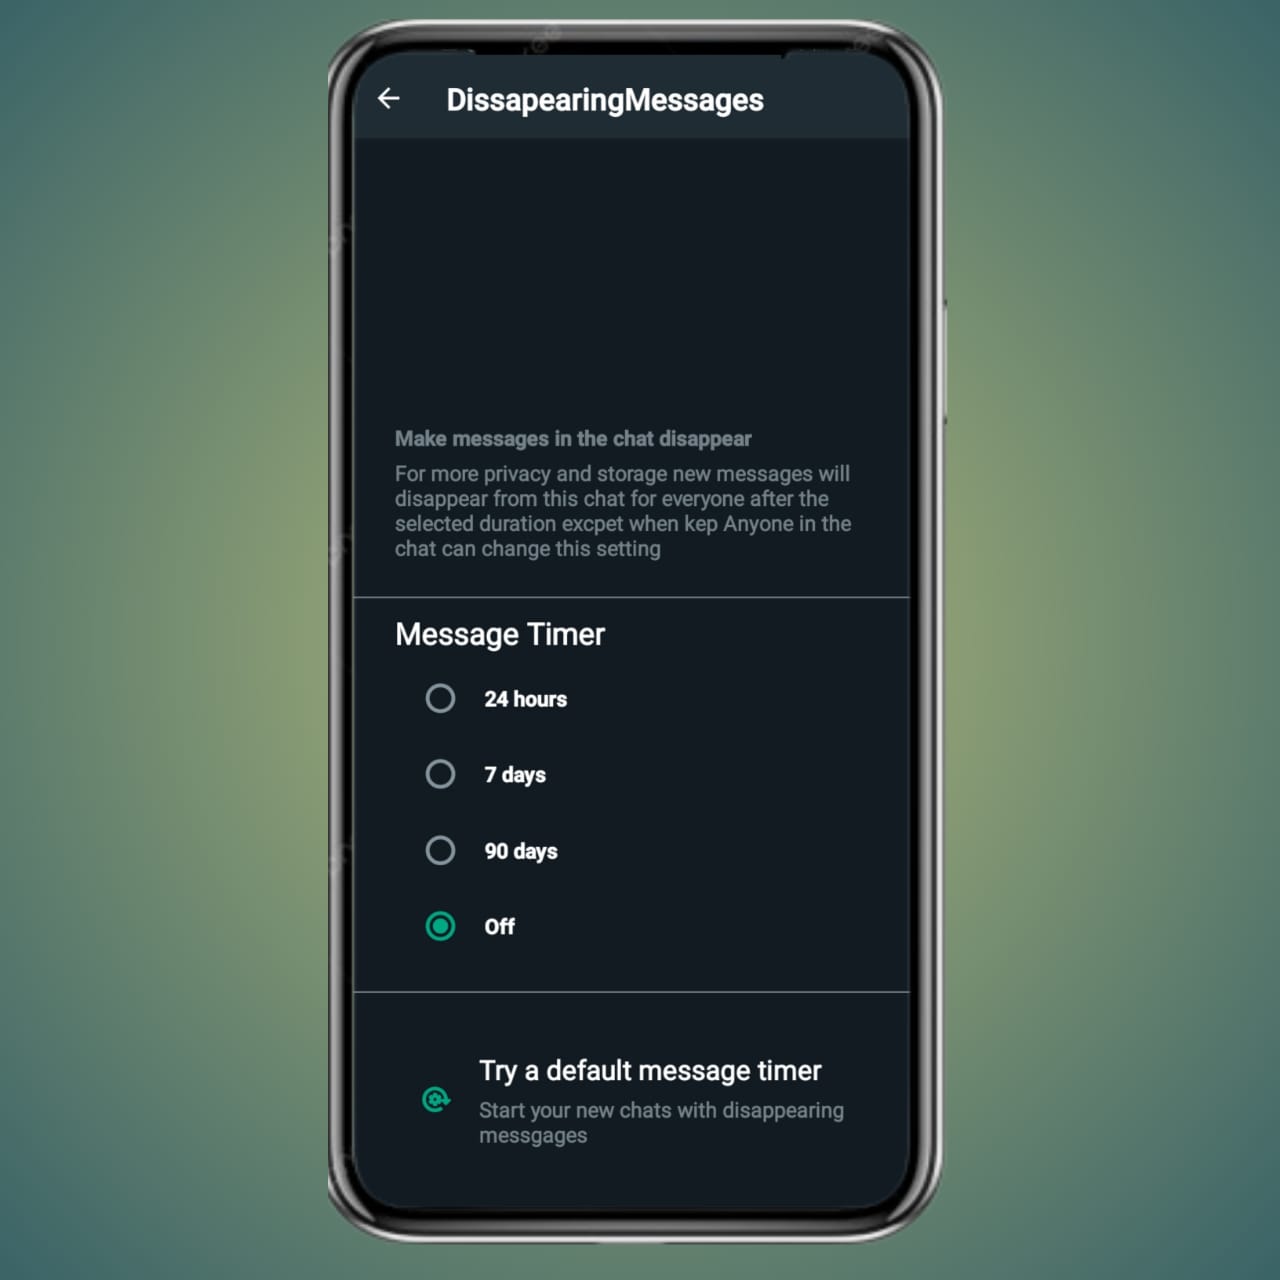 DissapearingMessages
Make messages in the chat disappear
For more privacy and storage new messages will
disappear from this chat for everyone after the
selected duration excpet when kep Anyone in the
chat can change this setting
Message Timer
24 hours
7 days
90 days
Off
Try a default message timer
Start your new chats with disappearing
messgages